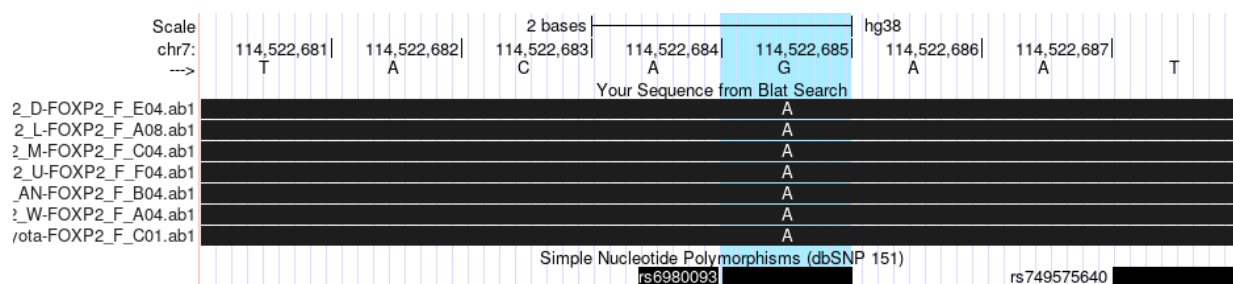 Scale 2 bases hg38
chr7: 114,522,681 114,522,682 114,522,683 114,522,684 114,522,685 114,522,686 114,522,687
---> T A C A G A A T
Your Sequence from Blat Search
2_D-FOXP2_F_E04.ab1 A
2_L-FOXP2_F_A08.ab1 A
2_M-FOXP2_F_C04.ab1 A
2_U-FOXP2_F_F04.ab1 A
_AN-FOXP2_F_B04.ab1 A
2_W-FOXP2_F_A04.ab1 A
yota-FOXP2_F_C01.ab1 A
Simple Nucleotide Polymorphisms (dbSNP 151)
rs6980093 rs749575640